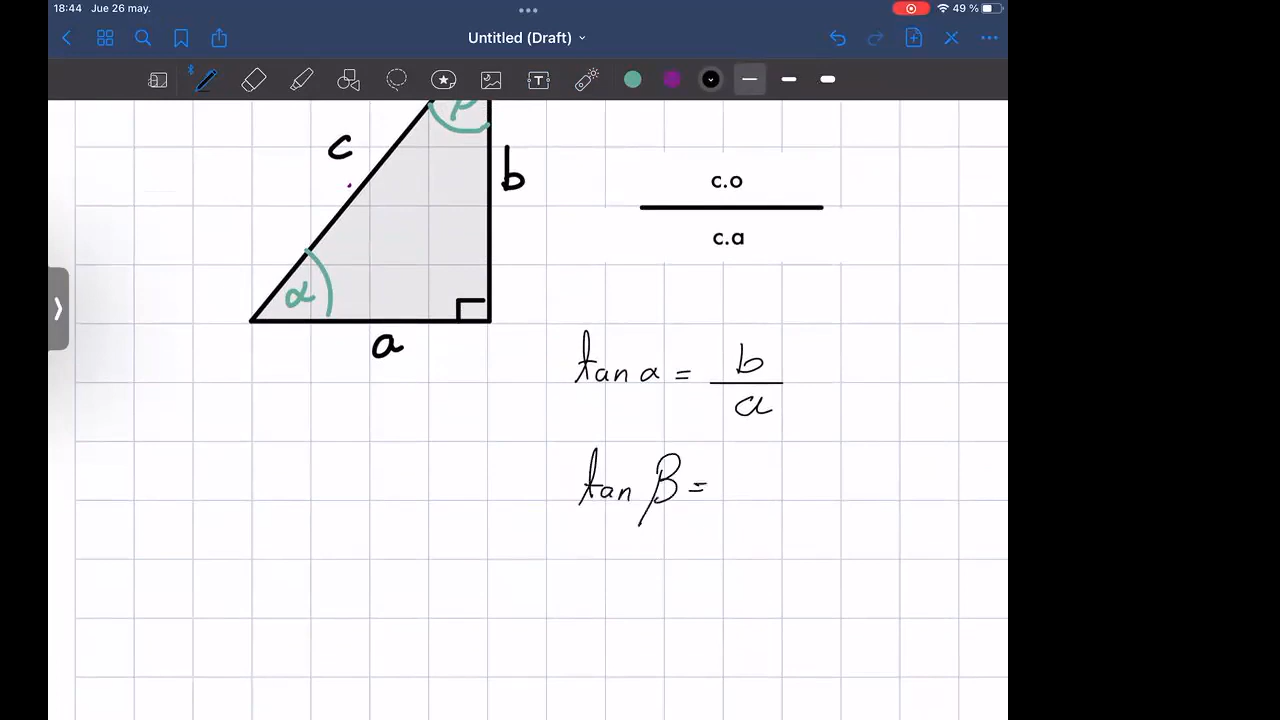 18:44 Jue 26 may.
49 %
Untitled (Draft)
β
c
b
c.o
c.a
α
a
tan α = b
a
tan β =